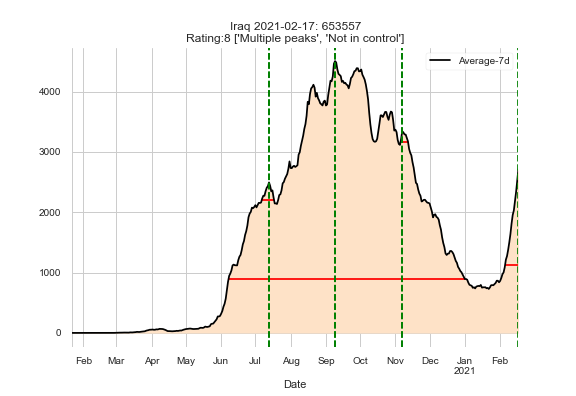 Iraq 2021-02-17: 653557
Rating:8 ['Multiple peaks', 'Not in control']
Average-7d
4000
3000
2000
1000
0
Feb Mar Apr May Jun Jul Aug Sep Oct Nov Dec Jan Feb
2021
Date